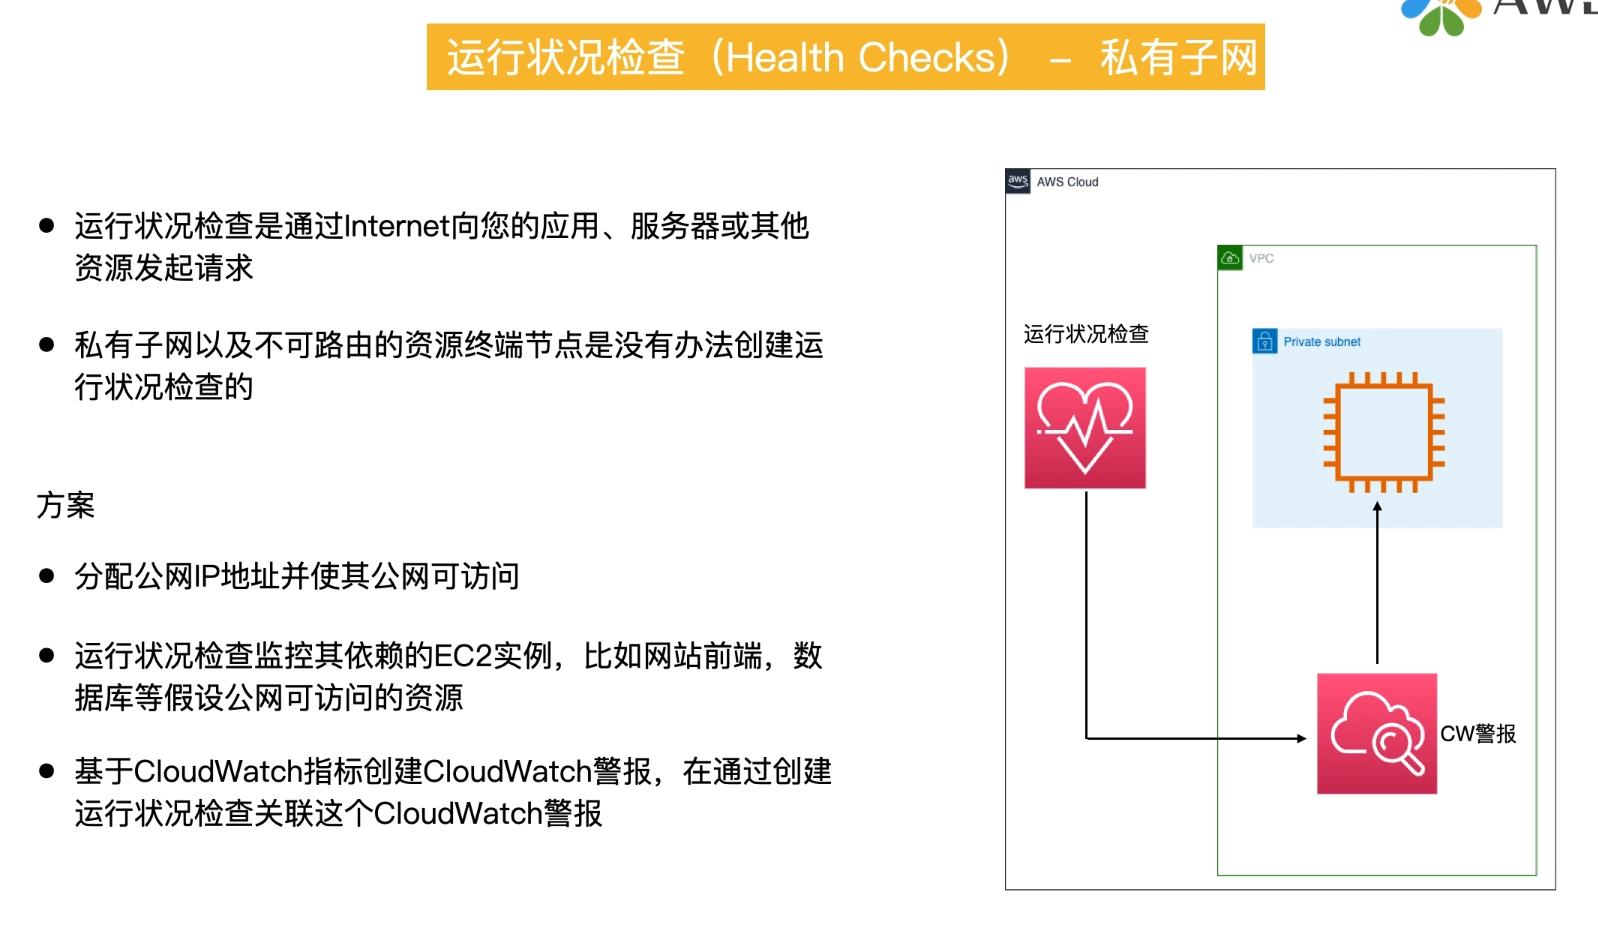 运行状况检查（Health Checks） - 私有子网
运行状况检查是通过Internet向您的应用、服务器或其他
资源发起请求
私有子网以及不可路由的资源终端节点是没有办法创建运
行状况检查的
方案
分配公网IP地址并使其公网可访问
运行状况检查监控其依赖的EC2实例，比如网站前端，数
据库等假设公网可访问的资源
基于CloudWatch指标创建CloudWatch警报，在通过创建
运行状况检查关联这个CloudWatch警报
aws
AWS Cloud
VPC
运行状况检查
Private subnet
CW警报